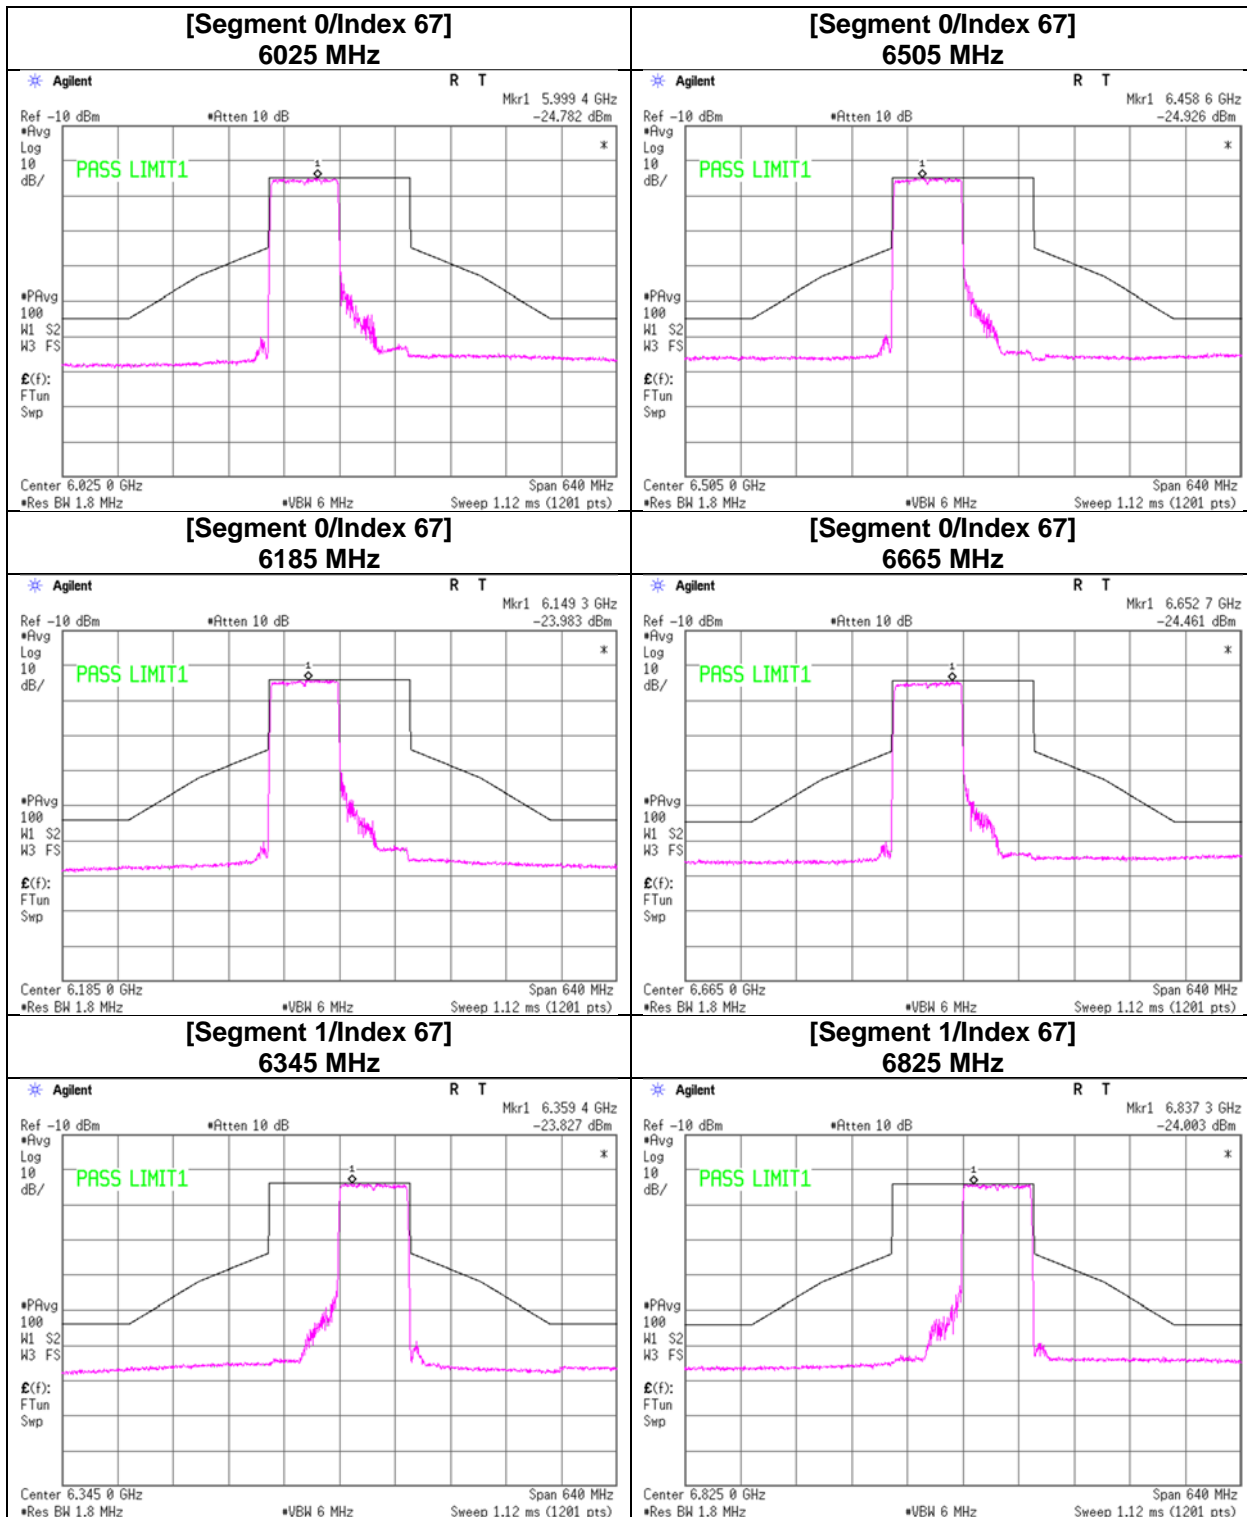 [Segment 0/Index 67]
6025 MHz
Agilent
R T
Mkr1 5.999 4 GHz
Ref -10 dBm
#Atten 10 dB
-24.782 dBm
#Avg
Log
10
dB/
PASS LIMIT1
1
*
#PAvg
100
W1 S2
W3 FS
£(f):
FTun
Swp
Center 6.025 0 GHz
Span 640 MHz
#Res BW 1.8 MHz
#VBW 6 MHz
Sweep 1.12 ms (1201 pts)
[Segment 0/Index 67]
6505 MHz
Agilent
R T
Mkr1 6.458 6 GHz
Ref -10 dBm
#Atten 10 dB
-24.926 dBm
#Avg
Log
10
dB/
PASS LIMIT1
1
*
#PAvg
100
W1 S2
W3 FS
£(f):
FTun
Swp
Center 6.505 0 GHz
Span 640 MHz
#Res BW 1.8 MHz
#VBW 6 MHz
Sweep 1.12 ms (1201 pts)
[Segment 0/Index 67]
6185 MHz
Agilent
R T
Mkr1 6.149 3 GHz
Ref -10 dBm
#Atten 10 dB
-23.983 dBm
#Avg
Log
10
dB/
PASS LIMIT1
1
*
#PAvg
100
W1 S2
W3 FS
£(f):
FTun
Swp
Center 6.185 0 GHz
Span 640 MHz
#Res BW 1.8 MHz
#VBW 6 MHz
Sweep 1.12 ms (1201 pts)
[Segment 0/Index 67]
6665 MHz
Agilent
R T
Mkr1 6.652 7 GHz
Ref -10 dBm
#Atten 10 dB
-24.461 dBm
#Avg
Log
10
dB/
PASS LIMIT1
1
*
#PAvg
100
W1 S2
W3 FS
£(f):
FTun
Swp
Center 6.665 0 GHz
Span 640 MHz
#Res BW 1.8 MHz
#VBW 6 MHz
Sweep 1.12 ms (1201 pts)
[Segment 1/Index 67]
6345 MHz
Agilent
R T
Mkr1 6.359 4 GHz
Ref -10 dBm
#Atten 10 dB
-23.827 dBm
#Avg
Log
10
dB/
PASS LIMIT1
1
*
#PAvg
100
W1 S2
W3 FS
£(f):
FTun
Swp
Center 6.345 0 GHz
Span 640 MHz
#Res BW 1.8 MHz
#VBW 6 MHz
Sweep 1.12 ms (1201 pts)
[Segment 1/Index 67]
6825 MHz
Agilent
R T
Mkr1 6.837 3 GHz
Ref -10 dBm
#Atten 10 dB
-24.003 dBm
#Avg
Log
10
dB/
PASS LIMIT1
1
*
#PAvg
100
W1 S2
W3 FS
£(f):
FTun
Swp
Center 6.825 0 GHz
Span 640 MHz
#Res BW 1.8 MHz
#VBW 6 MHz
Sweep 1.12 ms (1201 pts)